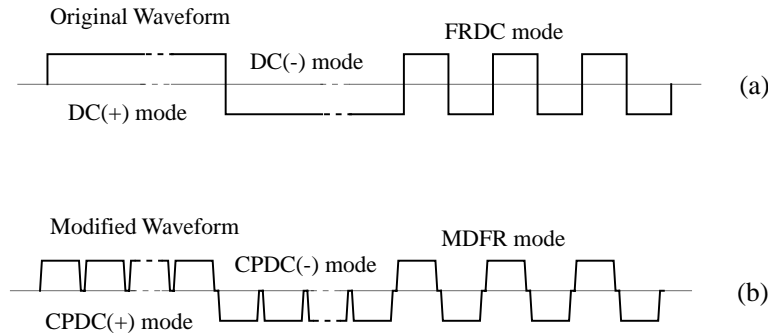 Original Waveform
FRDC mode
DC(-) mode
DC(+) mode
(a)
Modified Waveform
MDFR mode
CPDC(-) mode
CPDC(+) mode
(b)